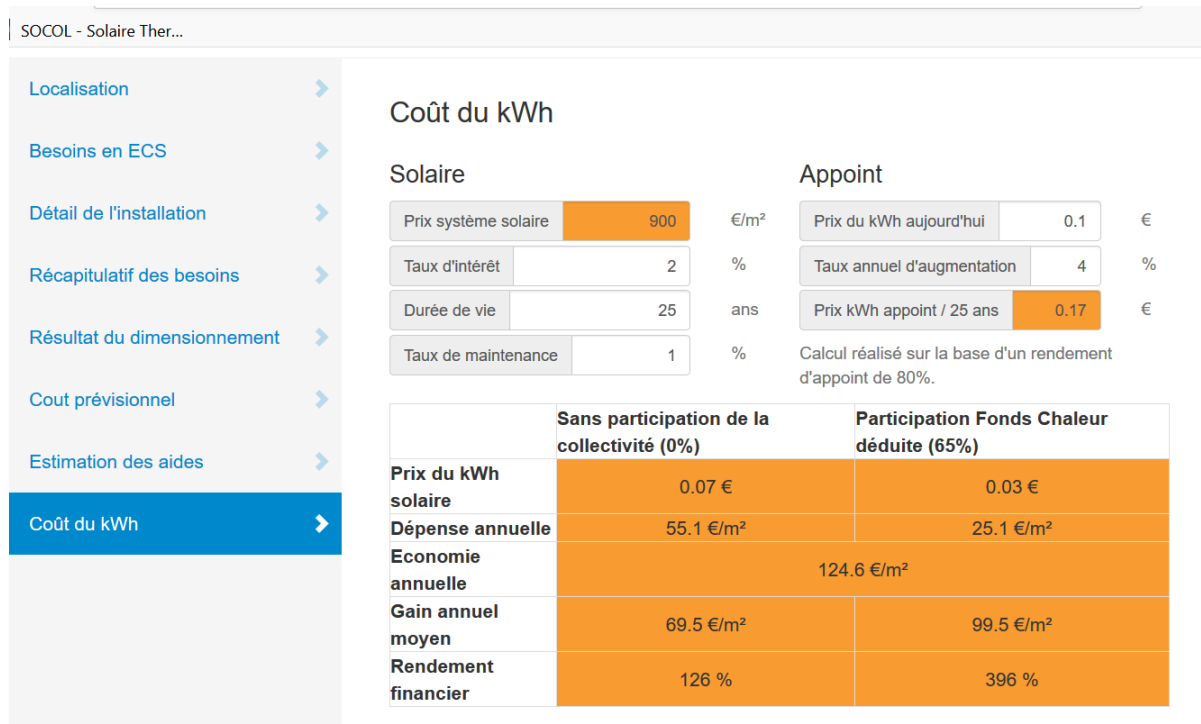 SOCOL - Solaire Ther...
Localisation
Besoins en ECS
Détail de l'installation
Récapitulatif des besoins
Résultat du dimensionnement
Cout prévisionnel
Estimation des aides
Coût du kWh
Coût du kWh
Solaire
Prix système solaire 900 €/m²
Taux d'intérêt 2 %
Durée de vie 25 ans
Taux de maintenance 1 %
Appoint
Prix du kWh aujourd'hui 0.1 €
Taux annuel d'augmentation 4 %
Prix kWh appoint / 25 ans 0.17 €
Calcul réalisé sur la base d'un rendement
d'appoint de 80%.
Sans participation de la
collectivité (0%)
Participation Fonds Chaleur
déduite (65%)
Prix du kWh
solaire
0.07 € 0.03 €
Dépense annuelle 55.1 €/m² 25.1 €/m²
Economie
annuelle
124.6 €/m²
Gain annuel
moyen
69.5 €/m² 99.5 €/m²
Rendement
financier
126 % 396 %